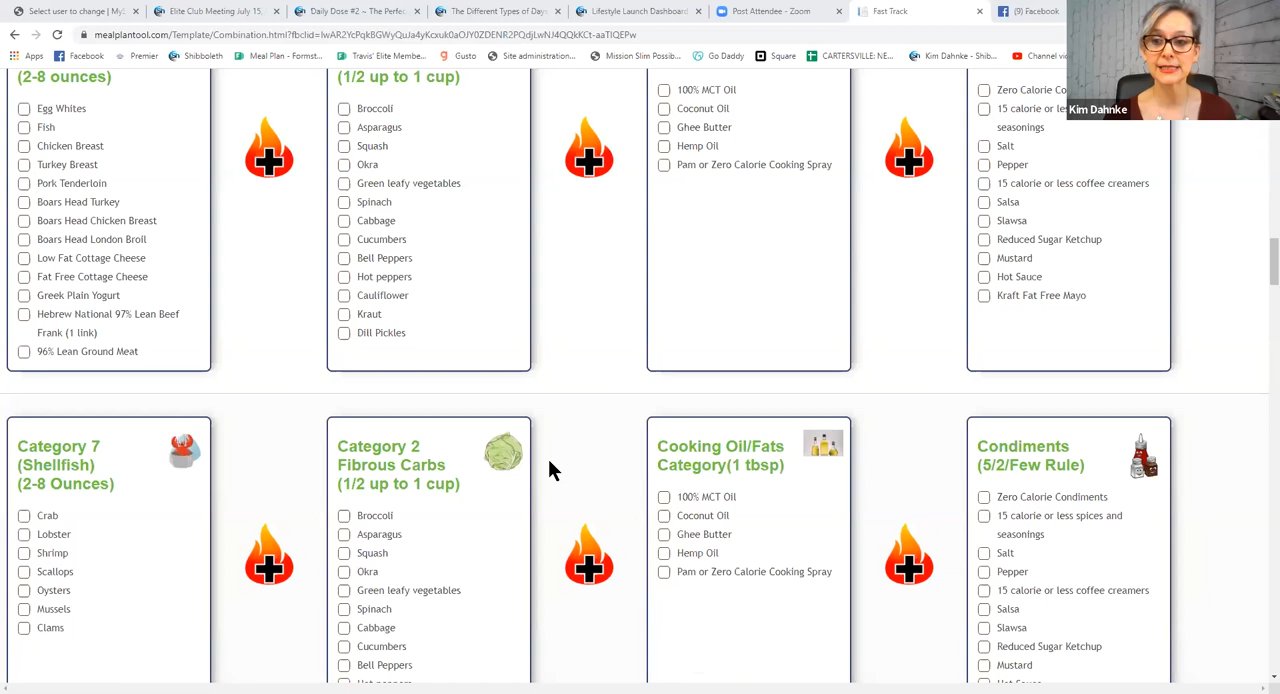 Select user to change | My
Elite Club Meeting July 15,
Daily Dose #2 ~ The Perfec
The Different Types of Days
Lifestyle Launch Dashboard
Post Attendee - Zoom
Fast Track
(9) Facebook
mealplantool.com/Template/Combination.html?fbclid=
Apps
Facebook
Premier
Shibboleth
Meal Plan - Formst...
Gusto
Site administration...
Mission Slim Possib...
Travis' Elite Membe...
Go Daddy
Square
CARTERSVILLE: NE...
Kim Dahnke - Shib...
Channel vi
Kim Dahnke
(2-8 ounces)
Egg Whites
Fish
Chicken Breast
Turkey Breast
Pork Tenderloin
Boars Head Turkey
Boars Head Chicken Breast
Boars Head London Broil
Low Fat Cottage Cheese
Fat Free Cottage Cheese
Greek Plain Yogurt
Hebrew National 97% Lean Beef
Frank (1 link)
96% Lean Ground Meat
(1/2 up to 1 cup)
Broccoli
Asparagus
Squash
Okra
Green leafy vegetables
Spinach
Cabbage
Cucumbers
Bell Peppers
Hot peppers
Cauliflower
Kraut
Dill Pickles
100% MCT Oil
Coconut Oil
Ghee Butter
Hemp Oil
Pam or Zero Calorie Cooking Spray
Zero Calorie Co
15 calorie or les
seasonings
Salt
Pepper
15 calorie or less coffee creamers
Salsa
Slawsa
Reduced Sugar Ketchup
Mustard
Hot Sauce
Kraft Fat Free Mayo
Category 7
(Shellfish)
(2-8 Ounces)
Crab
Lobster
Shrimp
Scallops
Oysters
Mussels
Clams
Category 2
Fibrous Carbs
(1/2 up to 1 cup)
Broccoli
Asparagus
Squash
Okra
Green leafy vegetables
Spinach
Cabbage
Cucumbers
Bell Peppers
Hot peppers
Cooking Oil/Fats
Category(1 tbsp)
100% MCT Oil
Coconut Oil
Ghee Butter
Hemp Oil
Pam or Zero Calorie Cooking Spray
Condiments
(5/2/Few Rule)
Zero Calorie Condiments
15 calorie or less spices and
seasonings
Salt
Pepper
15 calorie or less coffee creamers
Salsa
Slawsa
Reduced Sugar Ketchup
Mustard
Hot Sauce